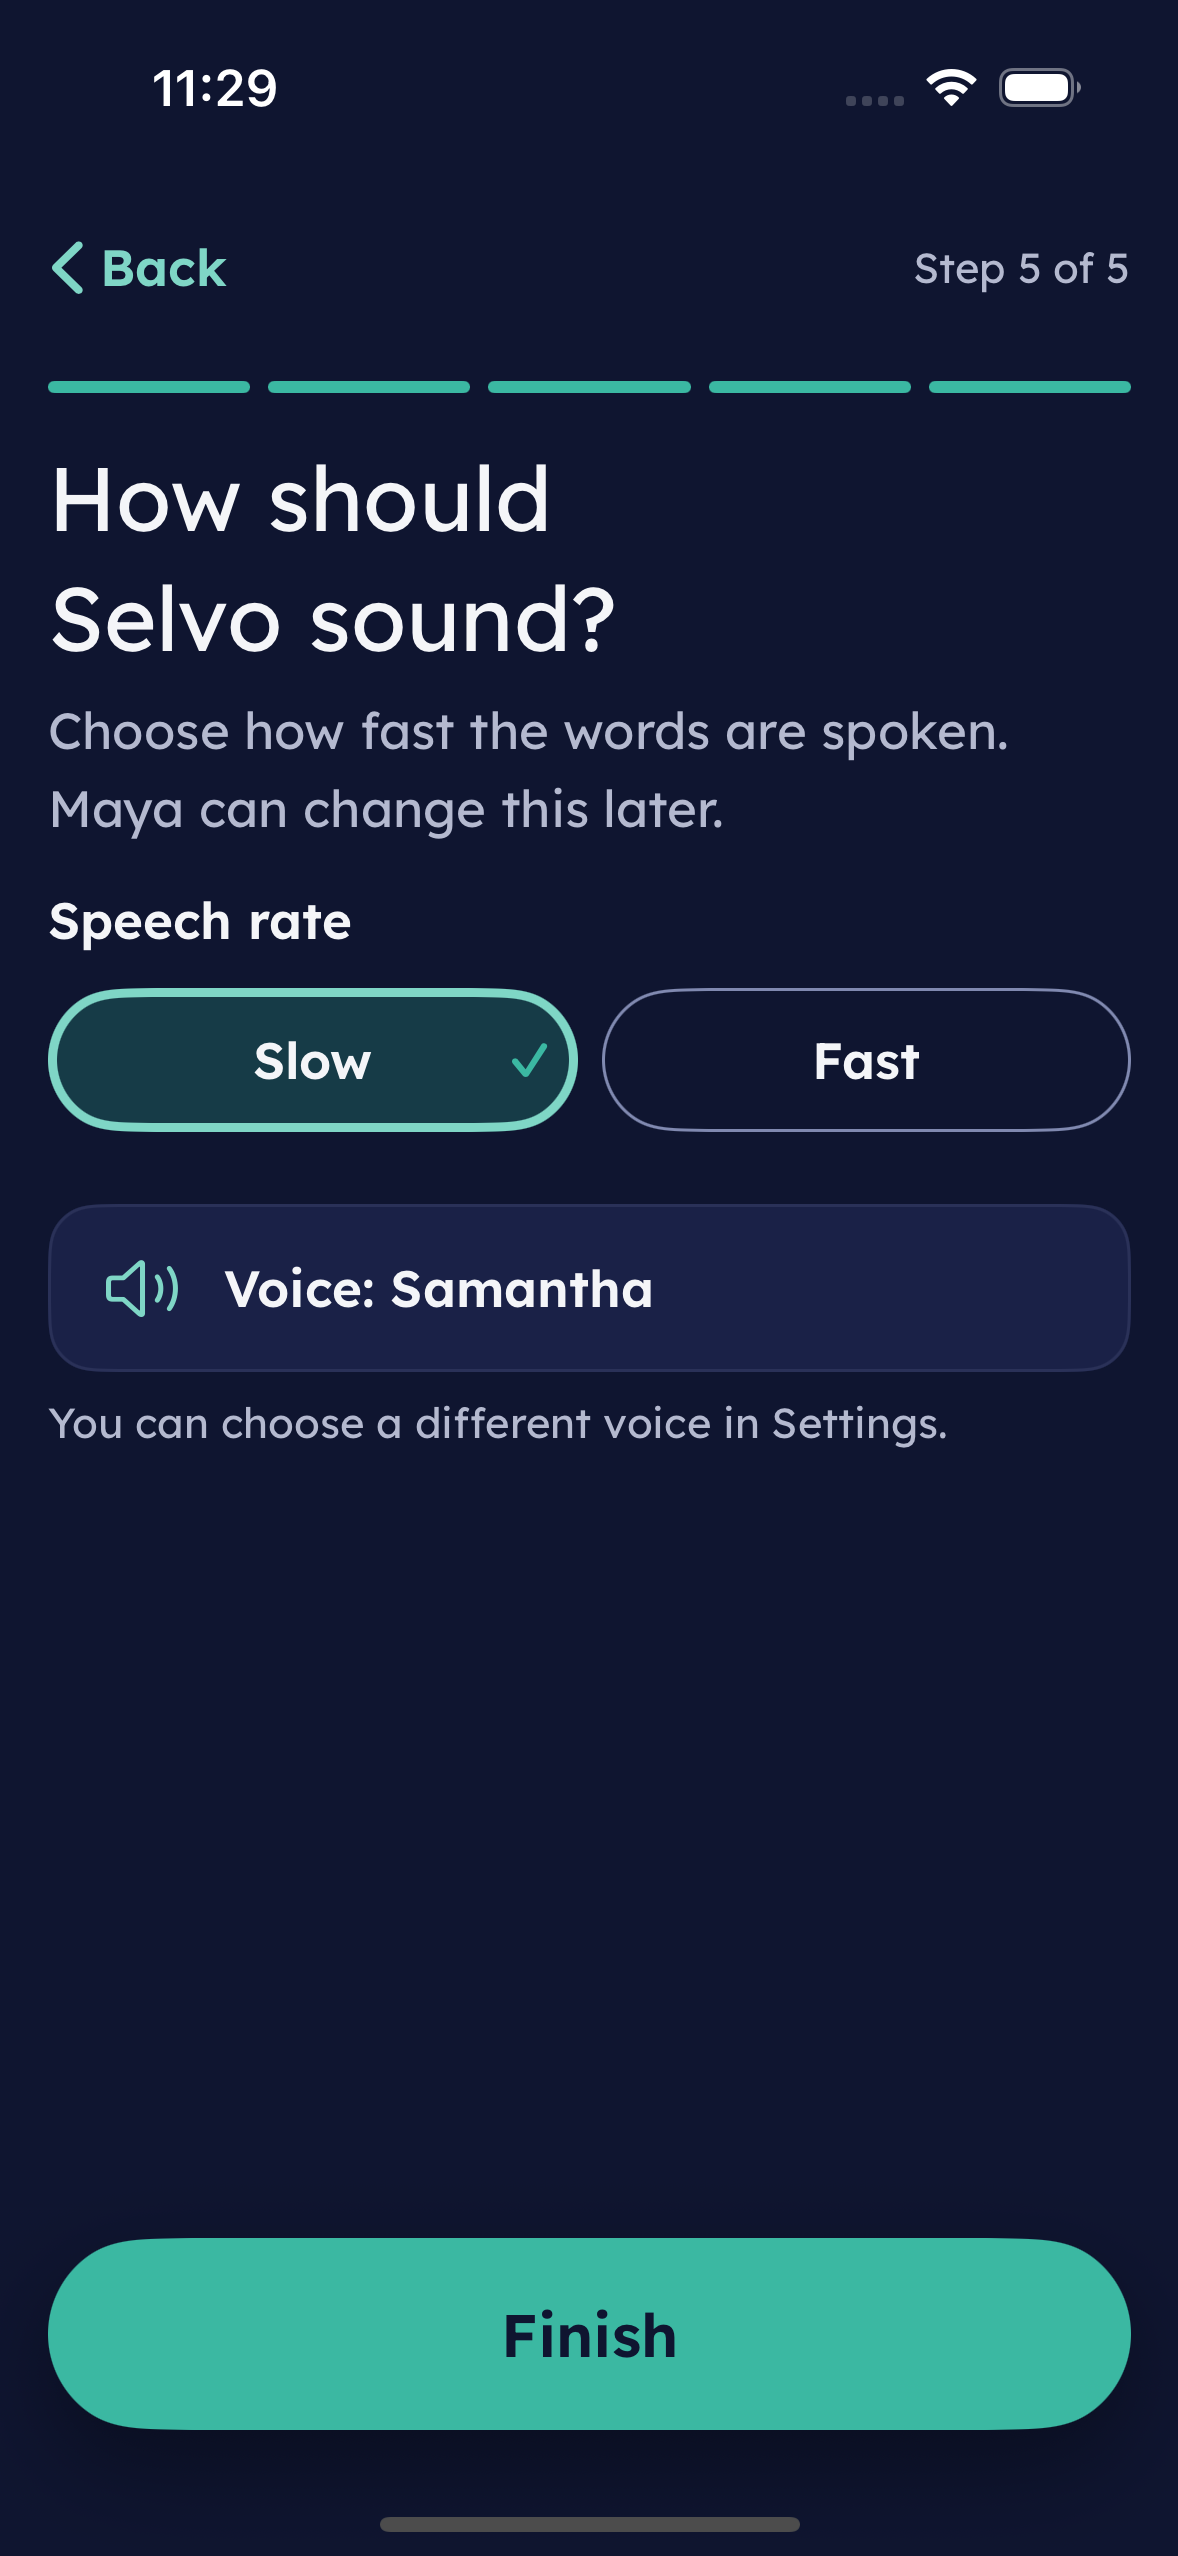 11:29
Back
Step 5 of 5
How should
Selvo sound?
Choose how fast the words are spoken.
Maya can change this later.
Speech rate
Slow
Fast
Voice: Samantha
You can choose a different voice in Settings.
Finish